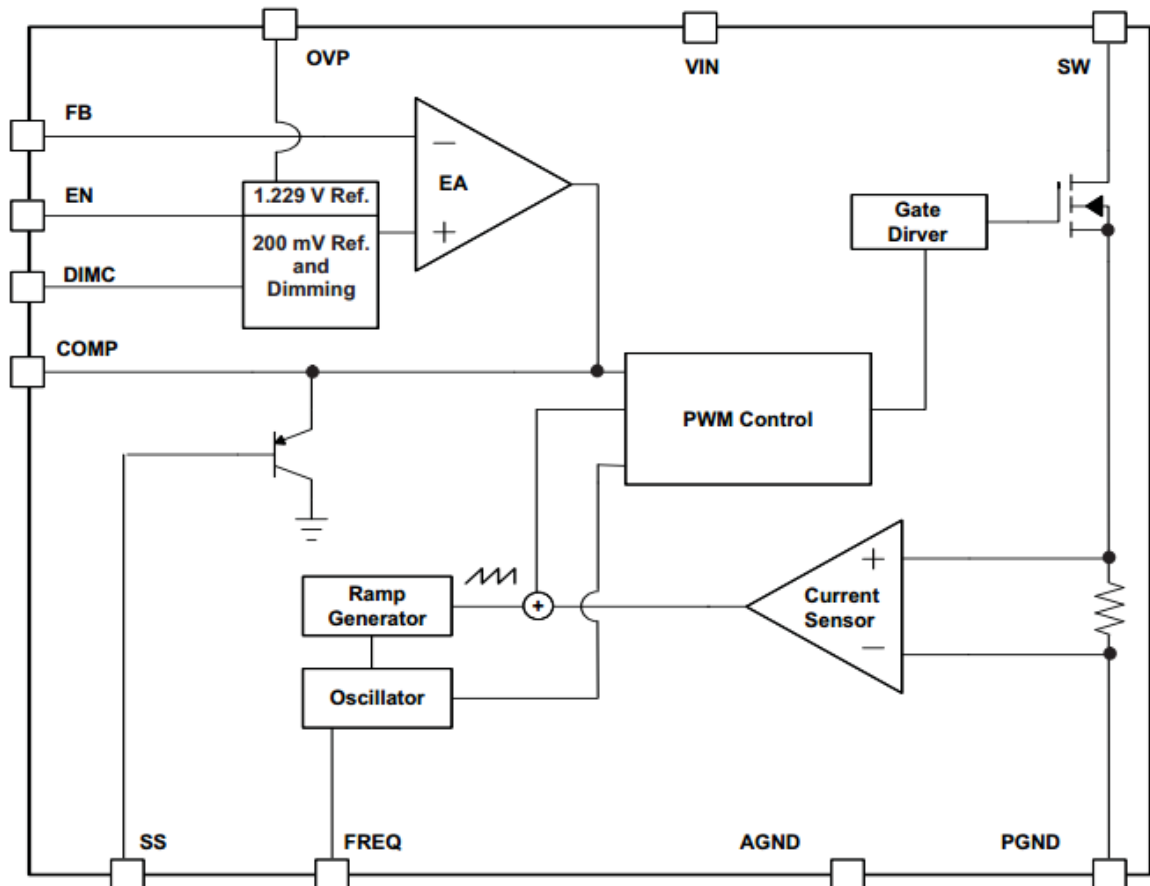 OVP
VIN
SW
FB
EA
EN
1.229 V Ref.
200 mV Ref.
and
Dimming
Gate
Dirver
DIMC
COMP
PWM Control
Ramp
Generator
+
Current
Sensor
Oscillator
SS
FREQ
AGND
PGND